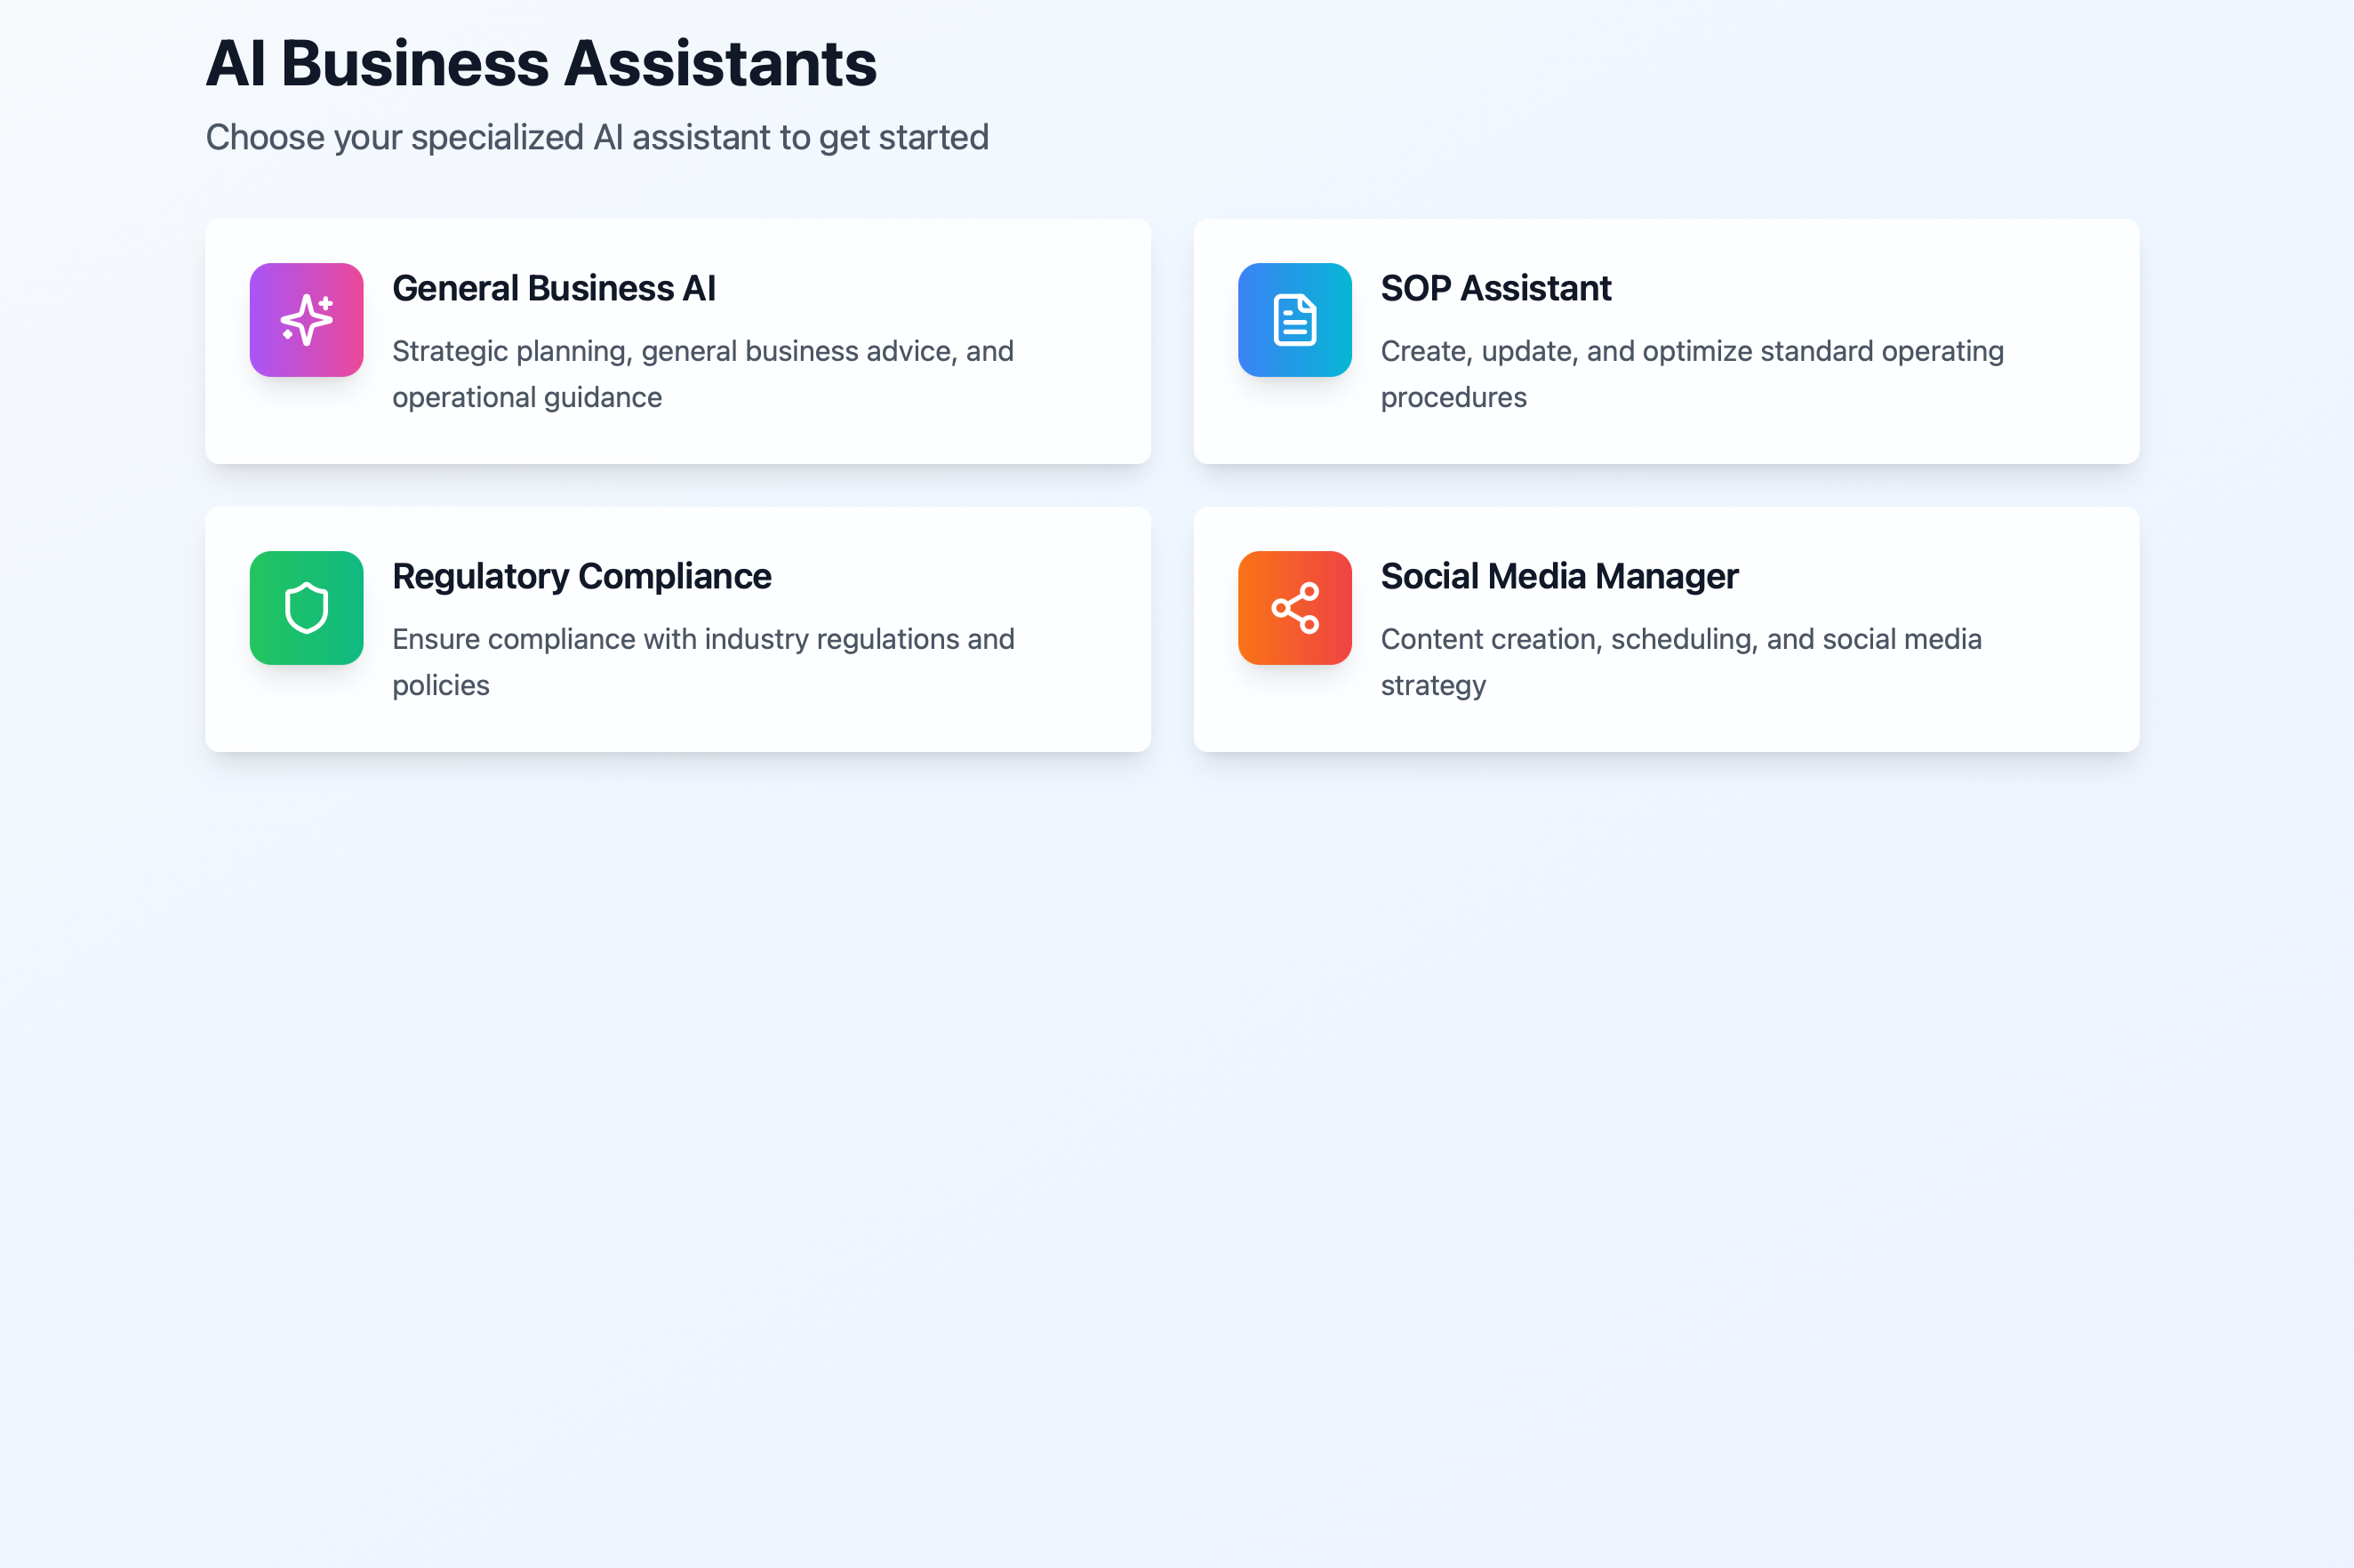 AI Business Assistants
Choose your specialized AI assistant to get started
General Business AI
Strategic planning, general business advice, and
operational guidance
SOP Assistant
Create, update, and optimize standard operating
procedures
Regulatory Compliance
Ensure compliance with industry regulations and
policies
Social Media Manager
Content creation, scheduling, and social media
strategy